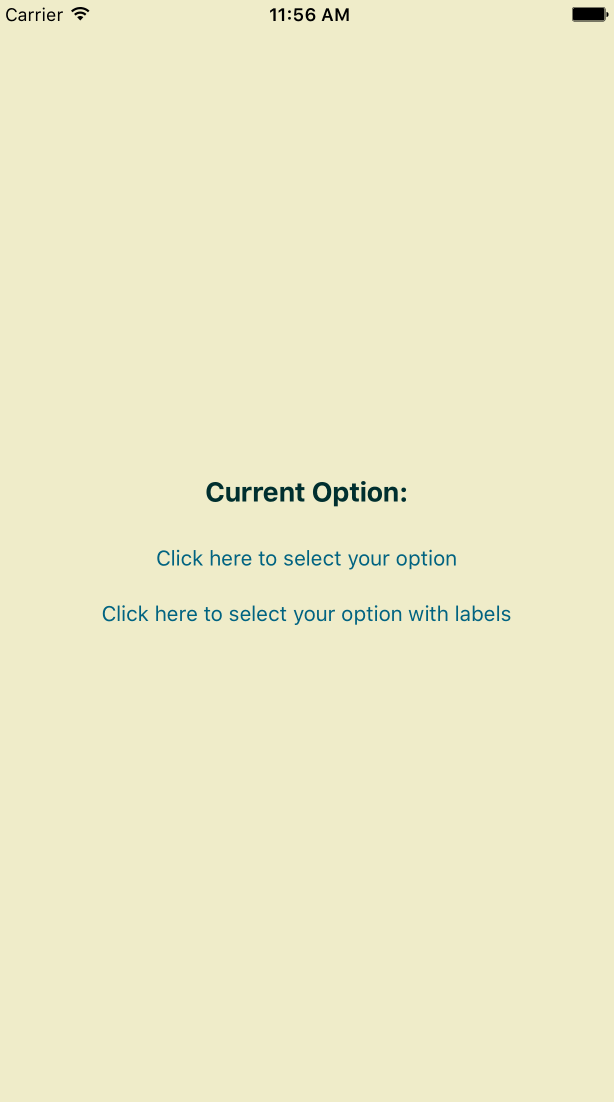 Carrier 11:56 AM
Current Option:
Click here to select your option
Click here to select your option with labels